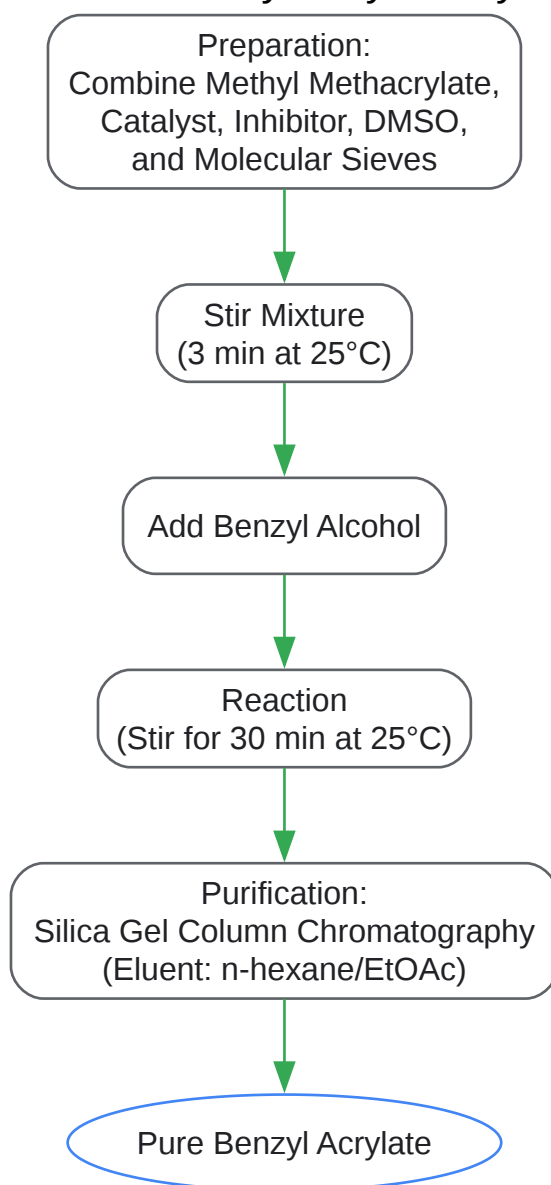 Preparation:
Combine Methyl Methacrylate,
Catalyst, Inhibitor, DMSO,
and Molecular Sieves
Stir Mixture
(3 min at 25°C)
Add Benzyl Alcohol
Reaction
(Stir for 30 min at 25°C)
Purification:
Silica Gel Column Chromatography
(Eluent: n-hexane/EtOAc)
Pure Benzyl Acrylate